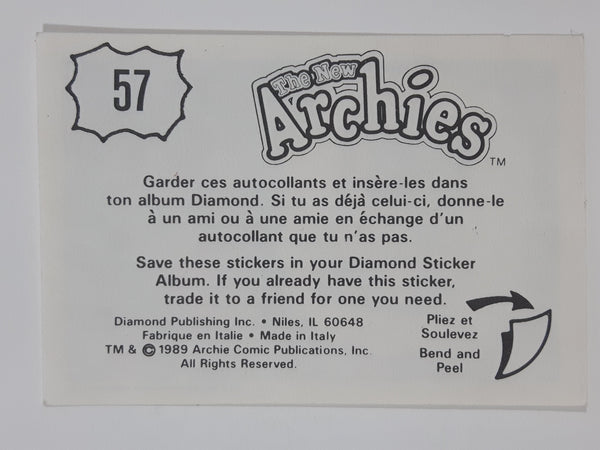 57
The New
Archies
TM
Garder ces autocollants et insère-les dans
ton album Diamond. Si tu as déjà celui-ci, donne-le
à un ami ou à une amie en échange d'un
autocollant que tu n'as pas.
Save these stickers in your Diamond Sticker
Album. If you already have this sticker,
trade it to a friend for one you need.
Diamond Publishing Inc. • Niles, IL 60648
Fabrique en Italie • Made in Italy
TM & © 1989 Archie Comic Publications, Inc.
All Rights Reserved.
Pliez et
Soulevez
Bend and
Peel